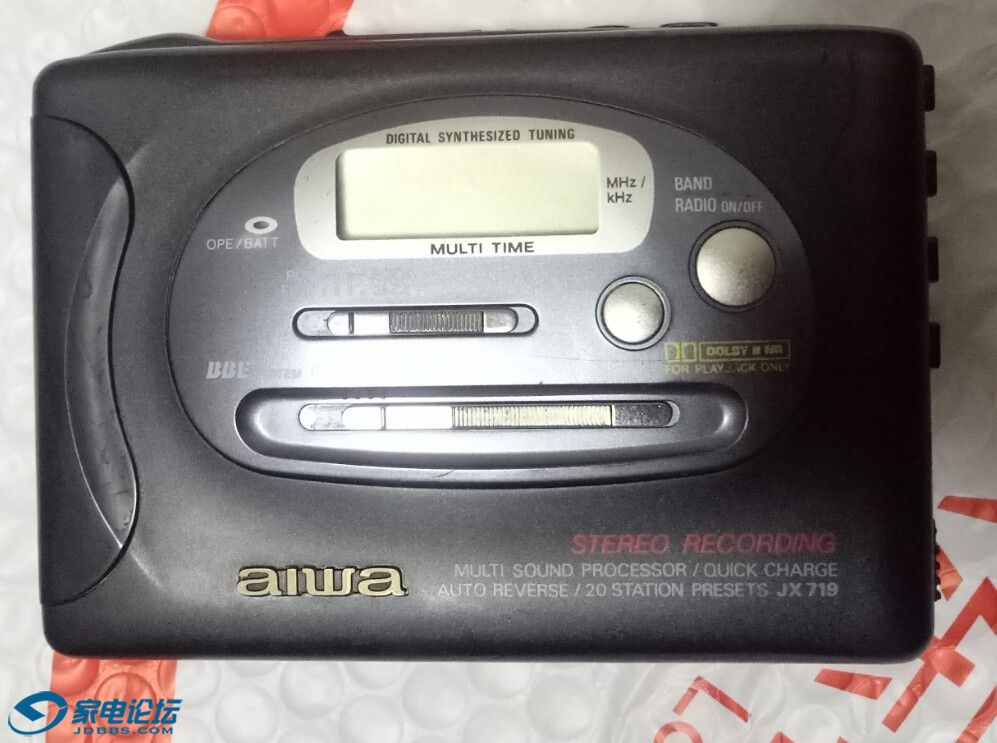 DIGITAL SYNTHESIZED TUNING
MHz /
kHz
BAND
RADIO ON/OFF
OPE/BATT
MULTI TIME
BBE
DOLBY B NR
FOR PLAYBACK ONLY
STEREO RECORDING
MULTI SOUND PROCESSOR / QUICK CHARGE
aiwa
AUTO REVERSE / 20 STATION PRESETS JX 719
家电论坛
JDBBS.COM